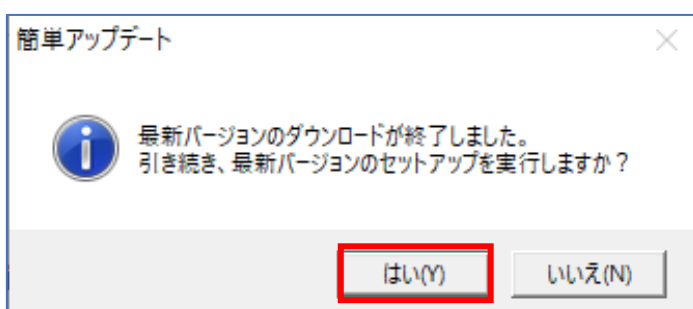 簡単アップデート
最新バージョンのダウンロードが終了しました。
引き続き、最新バージョンのセットアップを実行しますか？
はい(Y)
いいえ(N)